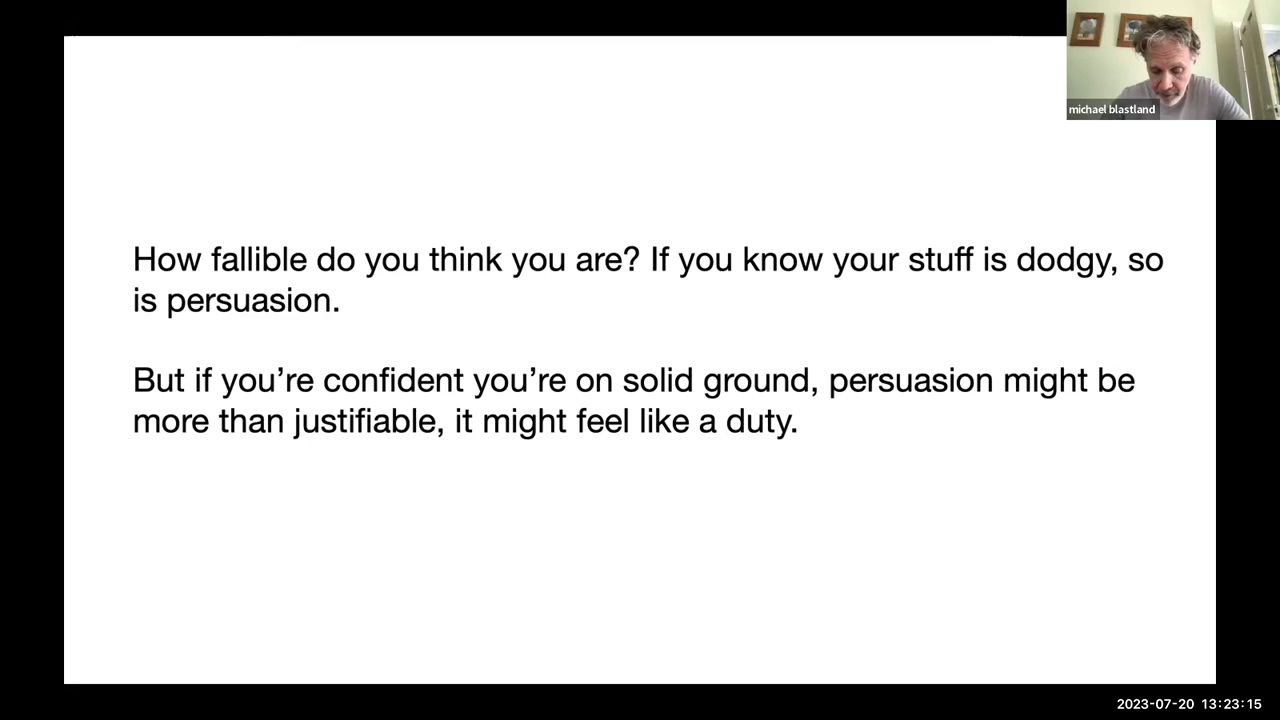 michael blastland
How fallible do you think you are? If you know your stuff is dodgy, so
is persuasion.
But if you’re confident you’re on solid ground, persuasion might be
more than justifiable, it might feel like a duty.
2023-07-20 13:23:15